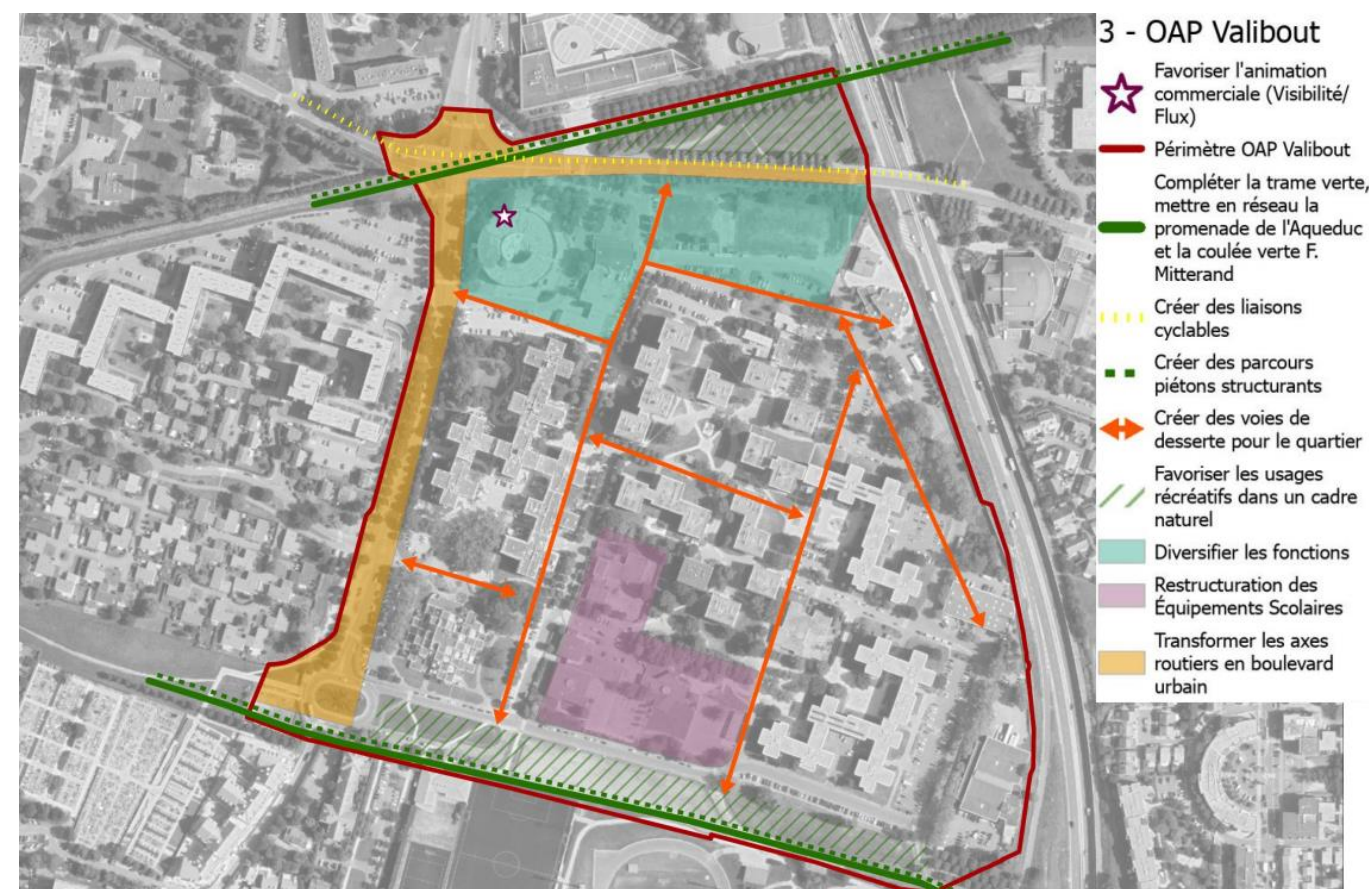 3 - OAP Valibout
Favoriser l'animation
commerciale (Visibilité/
Flux)
Périmètre OAP Valibout
Compléter la trame verte,
mettre en réseau la
promenade de l'Aqueduc
et la coulée verte F.
Mitterand
Créer des liaisons
cyclables
Créer des parcours
piétons structurants
Créer des voies de
desserte pour le quartier
Favoriser les usages
récréatifs dans un cadre
naturel
Diversifier les fonctions
Restructuration des
Équipements Scolaires
Transformer les axes
routiers en boulevard
urbain